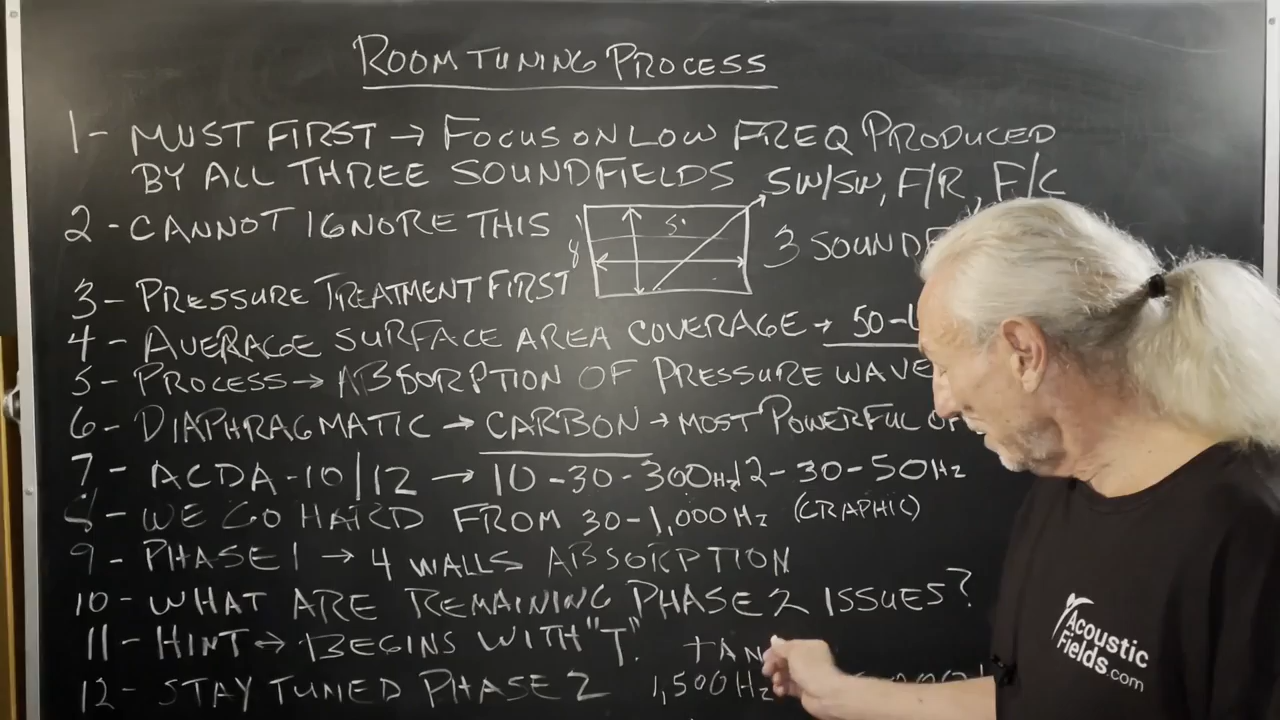 ROOM TUNING PROCESS
1- MUST FIRST → FOCUS ON LOW FREQ PRODUCED
BY ALL THREE SOUNDFIELDS SW/SW, F/R, F/C
2- CANNOT IGNORE THIS
3
3- PRESSURE TREATMENT FIRST
4- AVERAGE SURFACE AREA COVERAGE → 50-
5- PROCESS → ABSORPTION OF PRESSURE WAVE
6- DIAPHRAGMATIC → CARBON → MOST POWERFUL
7- ACDA-10/12 → 10-30-300Hz/12-30-50Hz
8- WE GO HARD FROM 30-1,000Hz (GRAPHIC)
9- PHASE 1 → 4 WALLS ABSORPTION
10- WHAT ARE REMAINING PHASE 2 ISSUES?
11- HINT ↔ BEGINS WITH "T".
12- STAY TUNED PHASE 2 1,500Hz
Acoustic
Fields.com